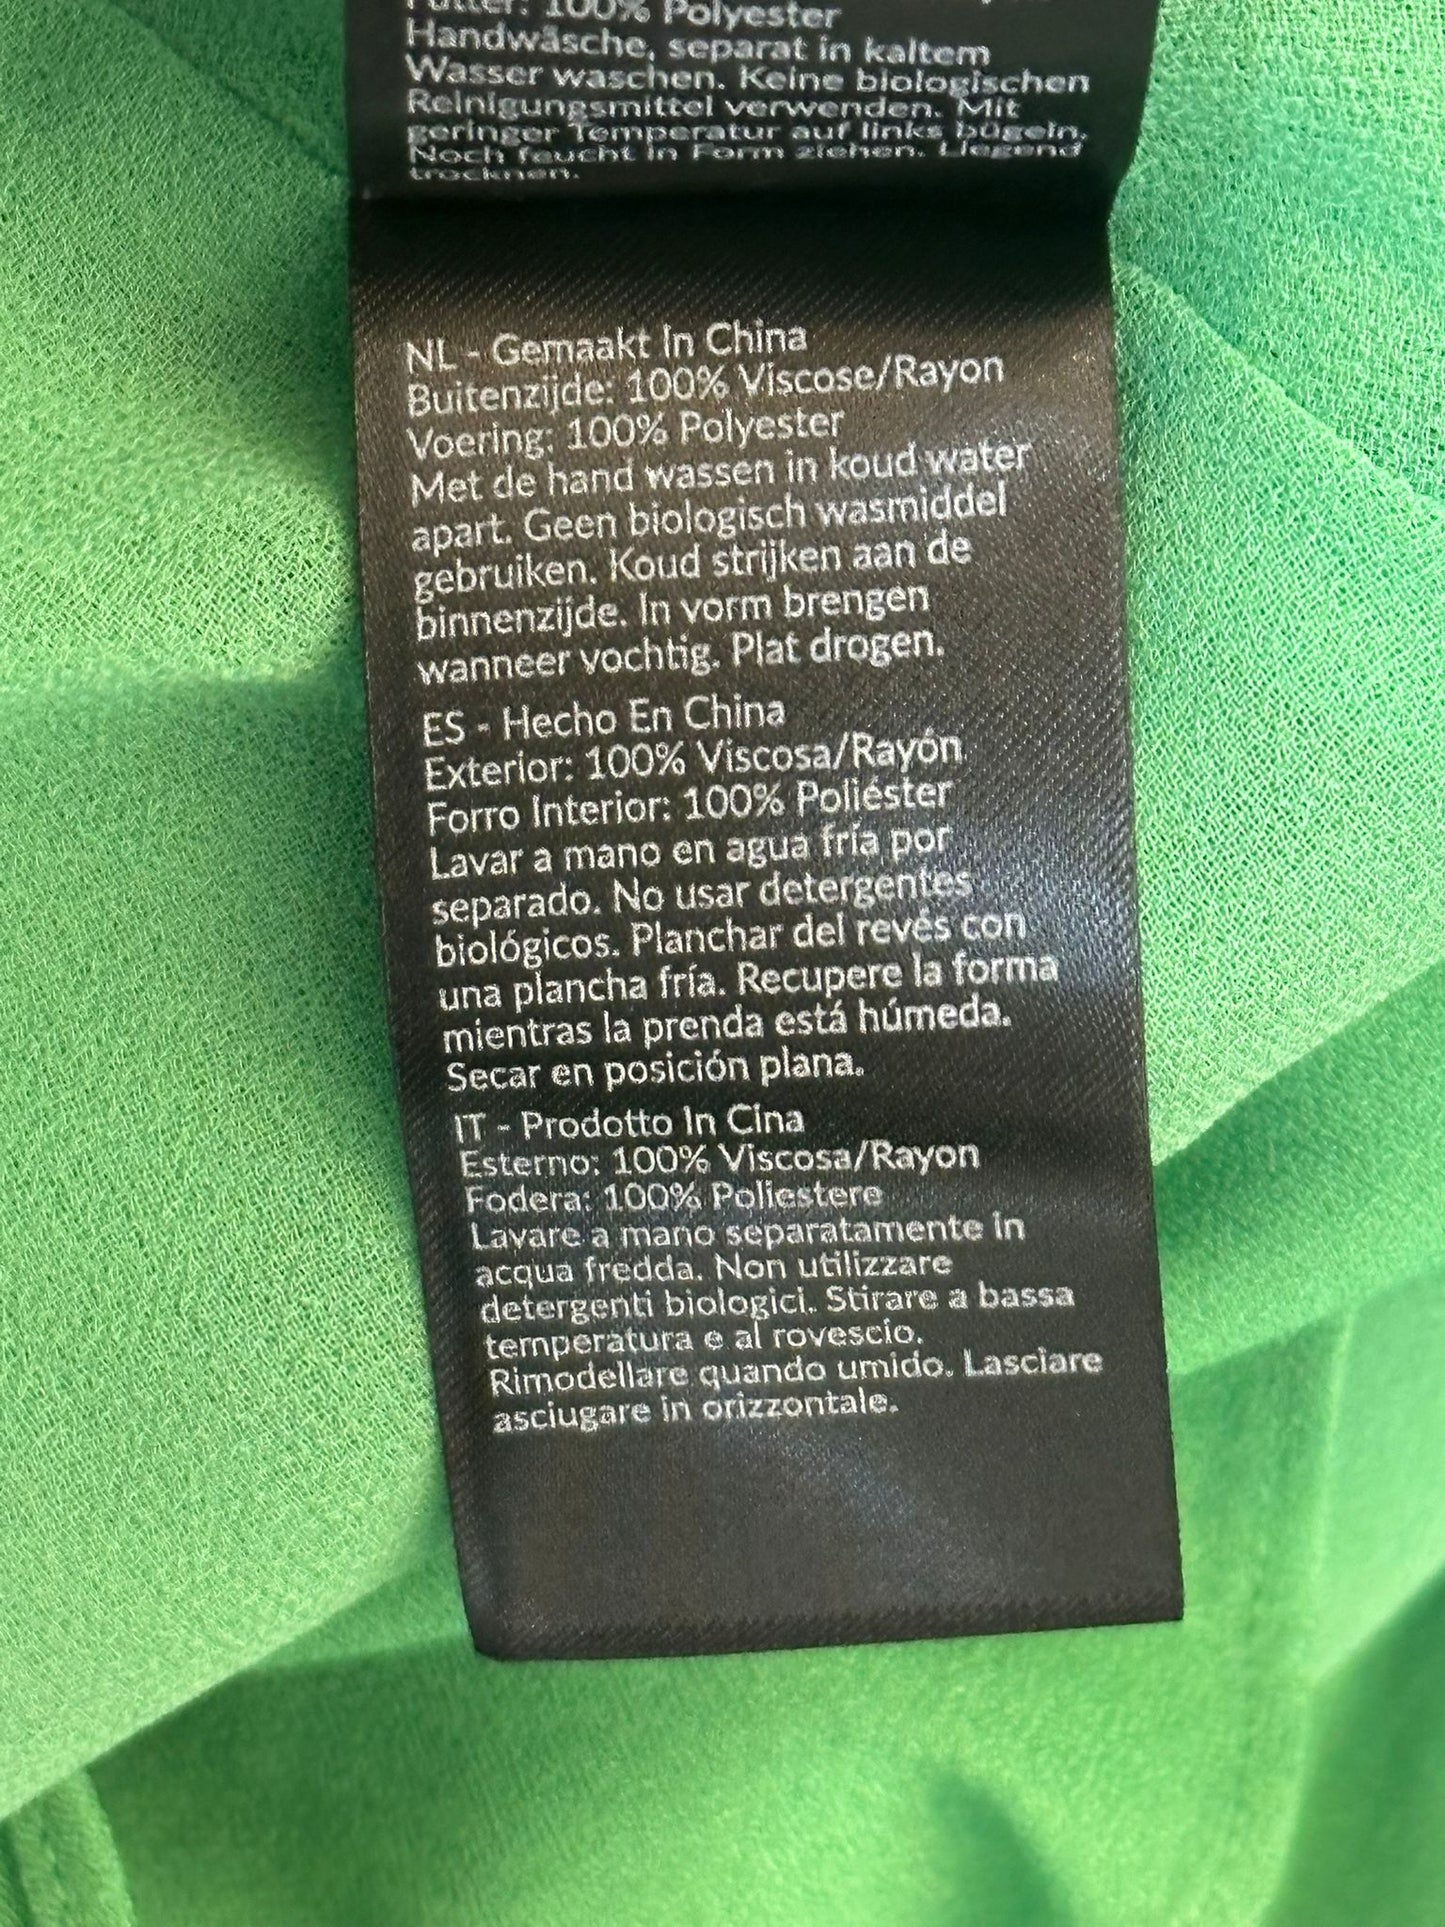 Futter: 100% Polyester
Handwäsche, separat in kaltem
Wasser waschen. Keine biologischen
Reinigungsmittel verwenden. Mit
geringer Temperatur auf links bügeln.
Noch feucht in Form ziehen. Liegend
trocknen.
NL - Gemaakt In China
Buitenzijde: 100% Viscose/Rayon
Voering: 100% Polyester
Met de hand wassen in koud water
apart. Geen biologisch wasmiddel
gebruiken. Koud strijken aan de
binnenzijde. In vorm brengen
wanneer vochtig. Plat drogen.
ES - Hecho En China
Exterior: 100% Viscosa/Rayón
Forro Interior: 100% Poliéster
Lavar a mano en agua fría por
separado. No usar detergentes
biológicos. Planchar del revés con
una plancha fría. Recupere la forma
mientras la prenda está húmeda.
Secar en posición plana.
IT - Prodotto In Cina
Esterno: 100% Viscosa/Rayon
Fodera: 100% Poliestere
Lavare a mano separatamente in
acqua fredda. Non utilizzare
detergenti biologici. Stirare a bassa
temperatura e al rovescio.
Rimodellare quando umido. Lasciare
asciugare in orizzontale.